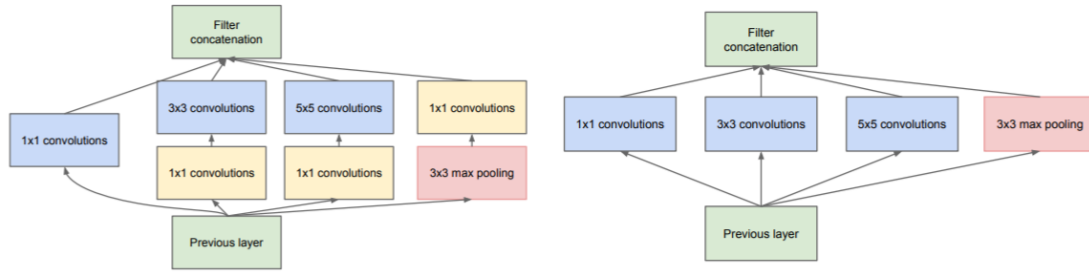 Filter
concatenation
3x3 convolutions
5x5 convolutions
1x1 convolutions
1x1 convolutions
1x1 convolutions
1x1 convolutions
3x3 max pooling
Previous layer
Filter
concatenation
1x1 convolutions
3x3 convolutions
5x5 convolutions
3x3 max pooling
Previous layer